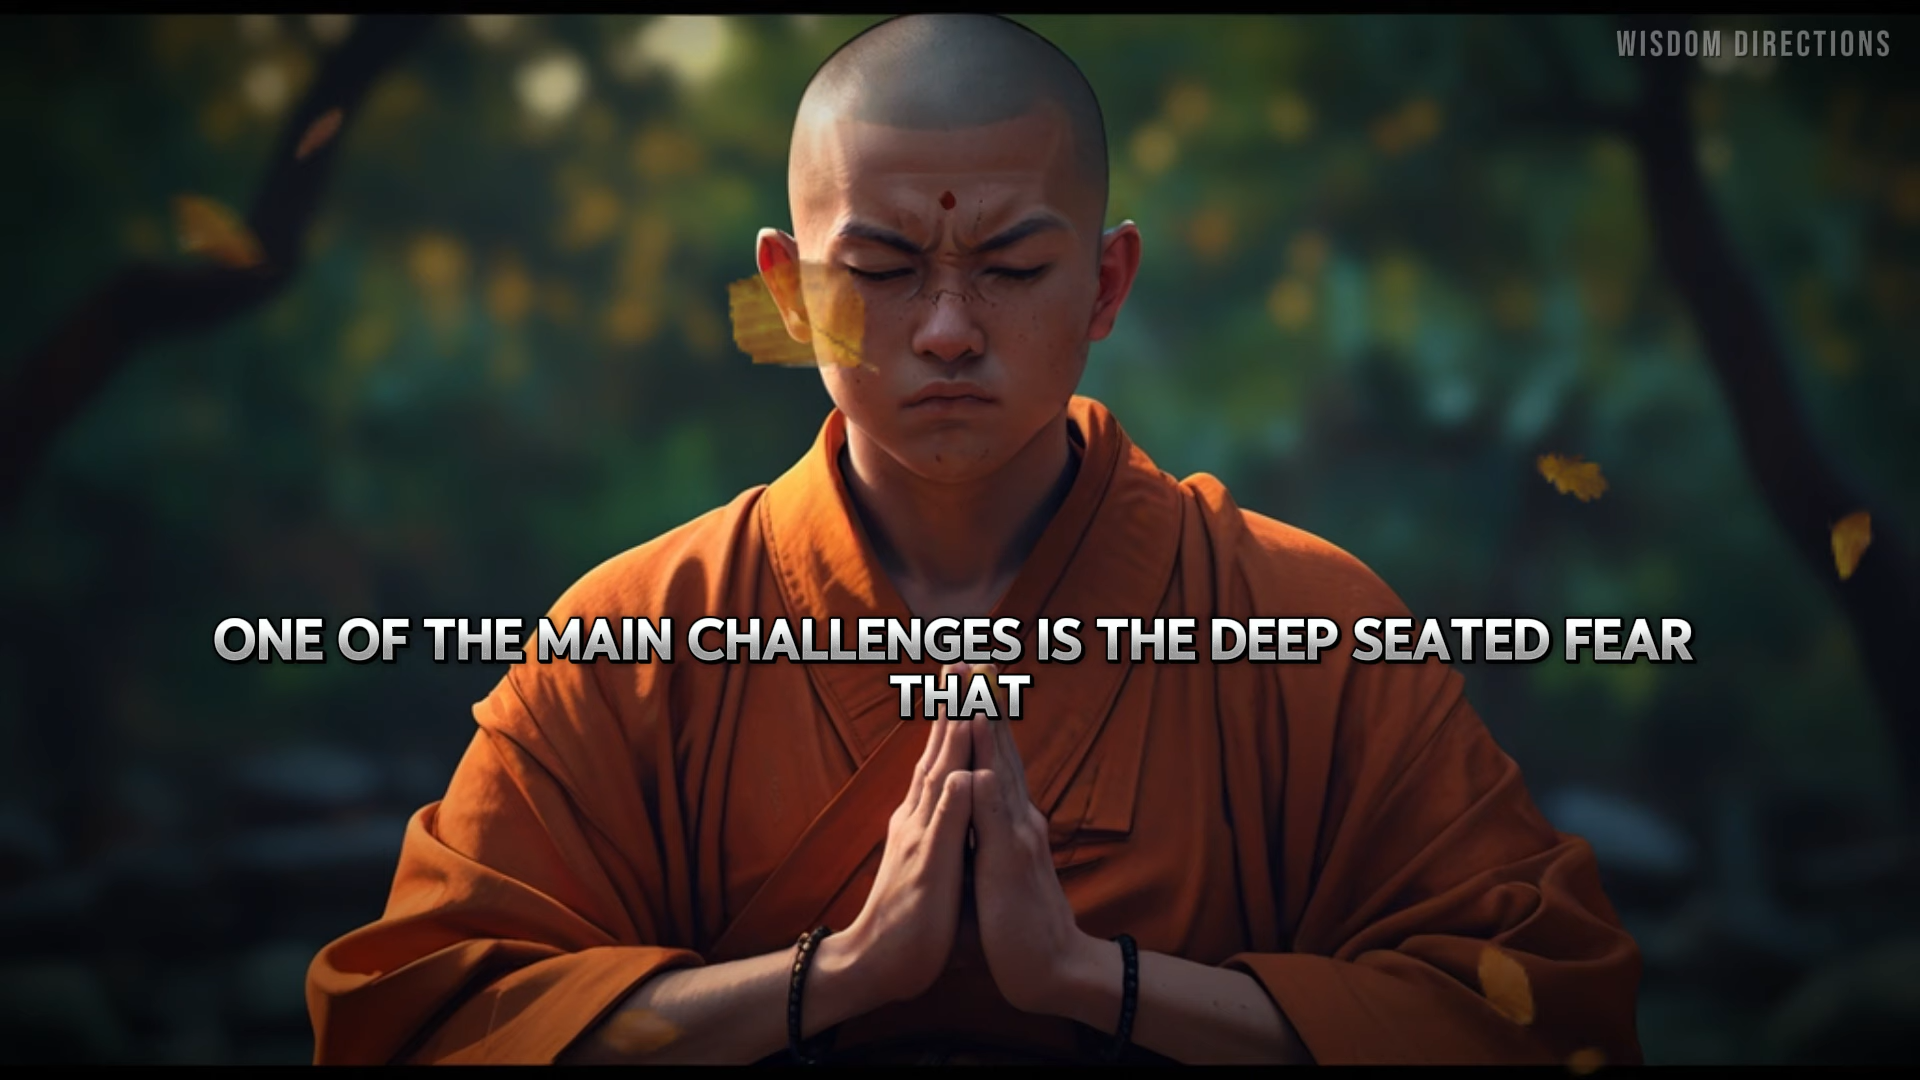 WISDOM DIRECTIONS
ONE OF THE MAIN CHALLENGES IS THE DEEP SEATED FEAR
THAT